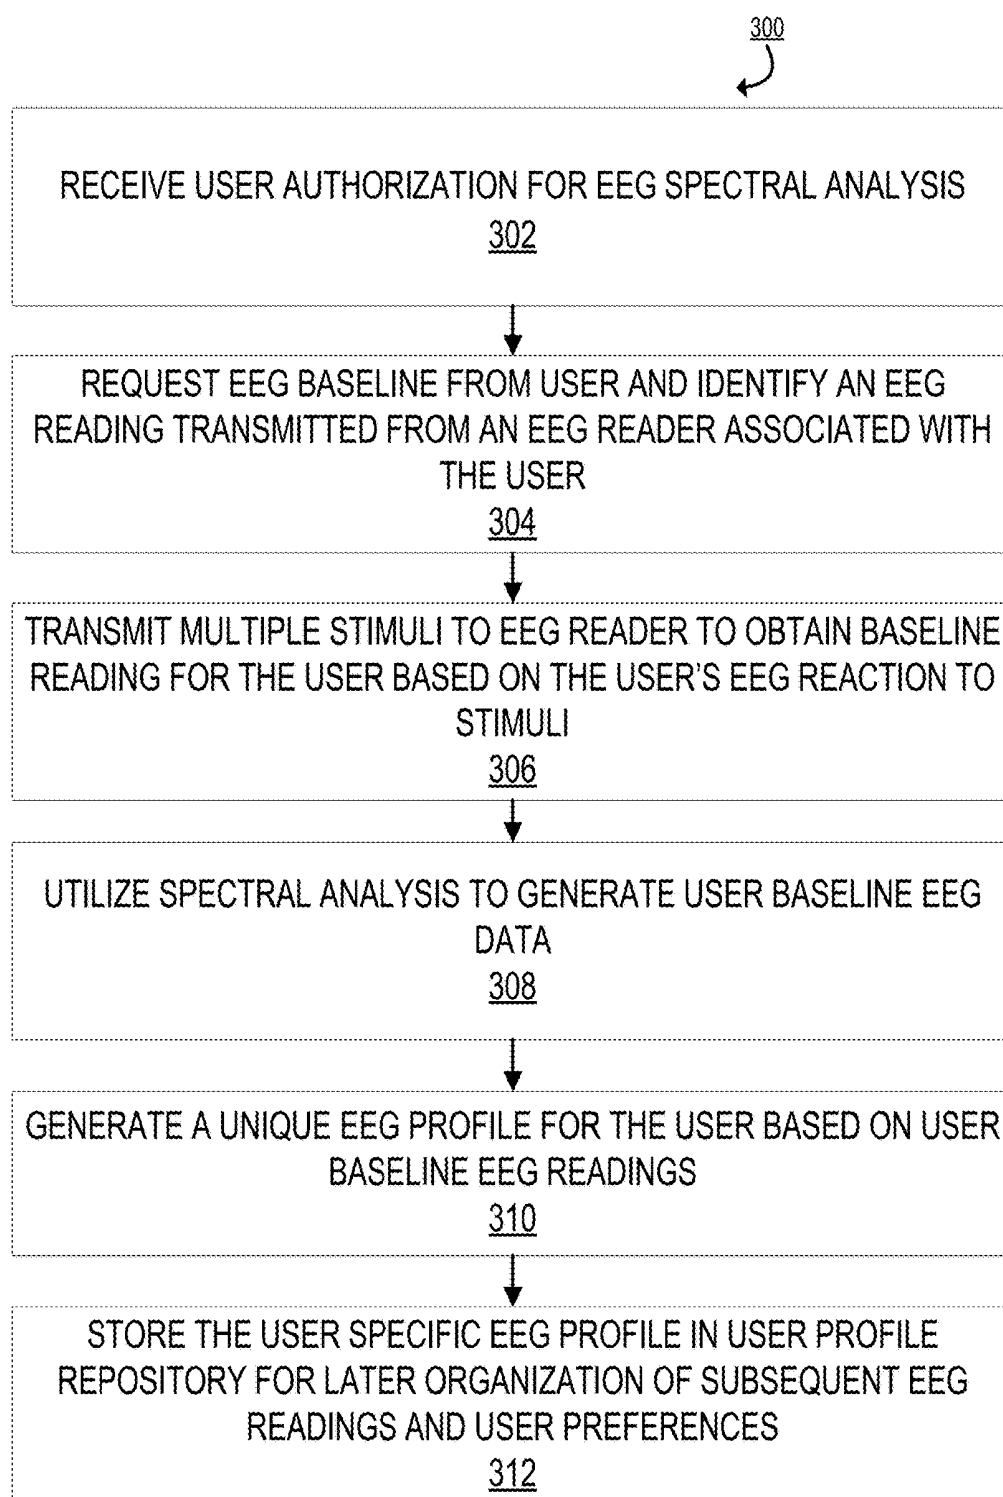 300
RECEIVE USER AUTHORIZATION FOR EEG SPECTRAL ANALYSIS
302
REQUEST EEG BASELINE FROM USER AND IDENTIFY AN EEG
READING TRANSMITTED FROM AN EEG READER ASSOCIATED WITH
THE USER
304
TRANSMIT MULTIPLE STIMULI TO EEG READER TO OBTAIN BASELINE
READING FOR THE USER BASED ON THE USER'S EEG REACTION TO
STIMULI
306
UTILIZE SPECTRAL ANALYSIS TO GENERATE USER BASELINE EEG
DATA
308
GENERATE A UNIQUE EEG PROFILE FOR THE USER BASED ON USER
BASELINE EEG READINGS
310
STORE THE USER SPECIFIC EEG PROFILE IN USER PROFILE
REPOSITORY FOR LATER ORGANIZATION OF SUBSEQUENT EEG
READINGS AND USER PREFERENCES
312